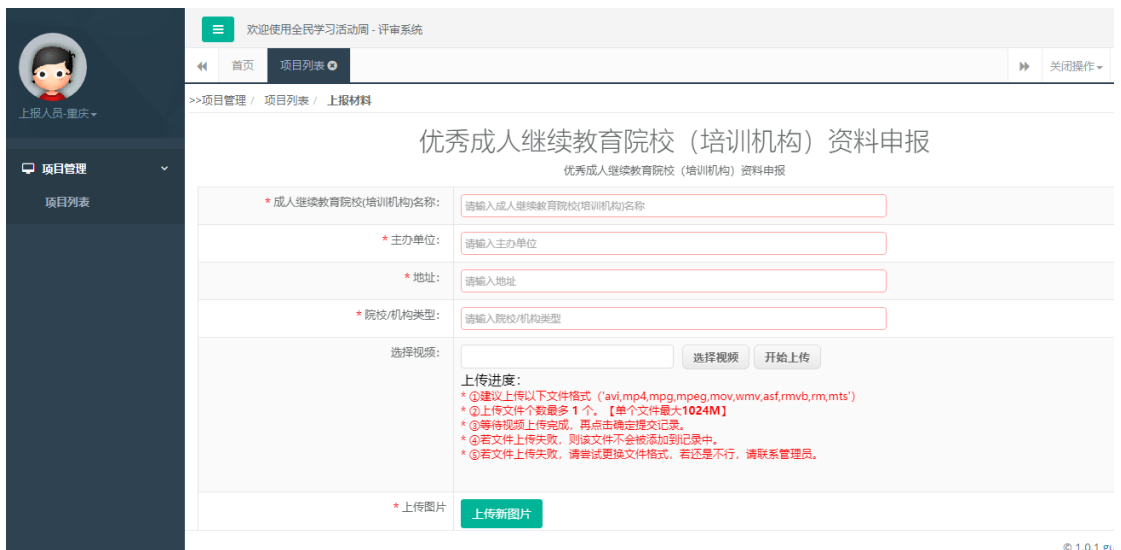 欢迎使用全民学习活动周 - 评审系统
首页 项目列表 关闭操作
上报人员-重庆
>>项目管理 / 项目列表 / 上报材料
优秀成人继续教育院校（培训机构）资料申报
优秀成人继续教育院校（培训机构）资料申报
项目管理
项目列表
* 成人继续教育院校(培训机构)名称： 请输入成人继续教育院校(培训机构)名称
* 主办单位： 请输入主办单位
* 地址： 请输入地址
* 院校/机构类型： 请输入院校/机构类型
选择视频： 选择视频 开始上传
上传进度：
* ①建议上传以下文件格式（'avi,mp4,mpg,mpeg,mov,wmv,asf,rmvb,rm,mts'）
* ②上传文件个数最多 1 个。【单个文件最大1024M】
* ③等待视频上传完成，再点击确定提交记录。
* ④若文件上传失败，则该文件不会被添加到记录中。
* ⑤若文件上传失败，请尝试更换文件格式，若还是不行，请联系管理员。
* 上传图片 上传新图片
© 1.0.1